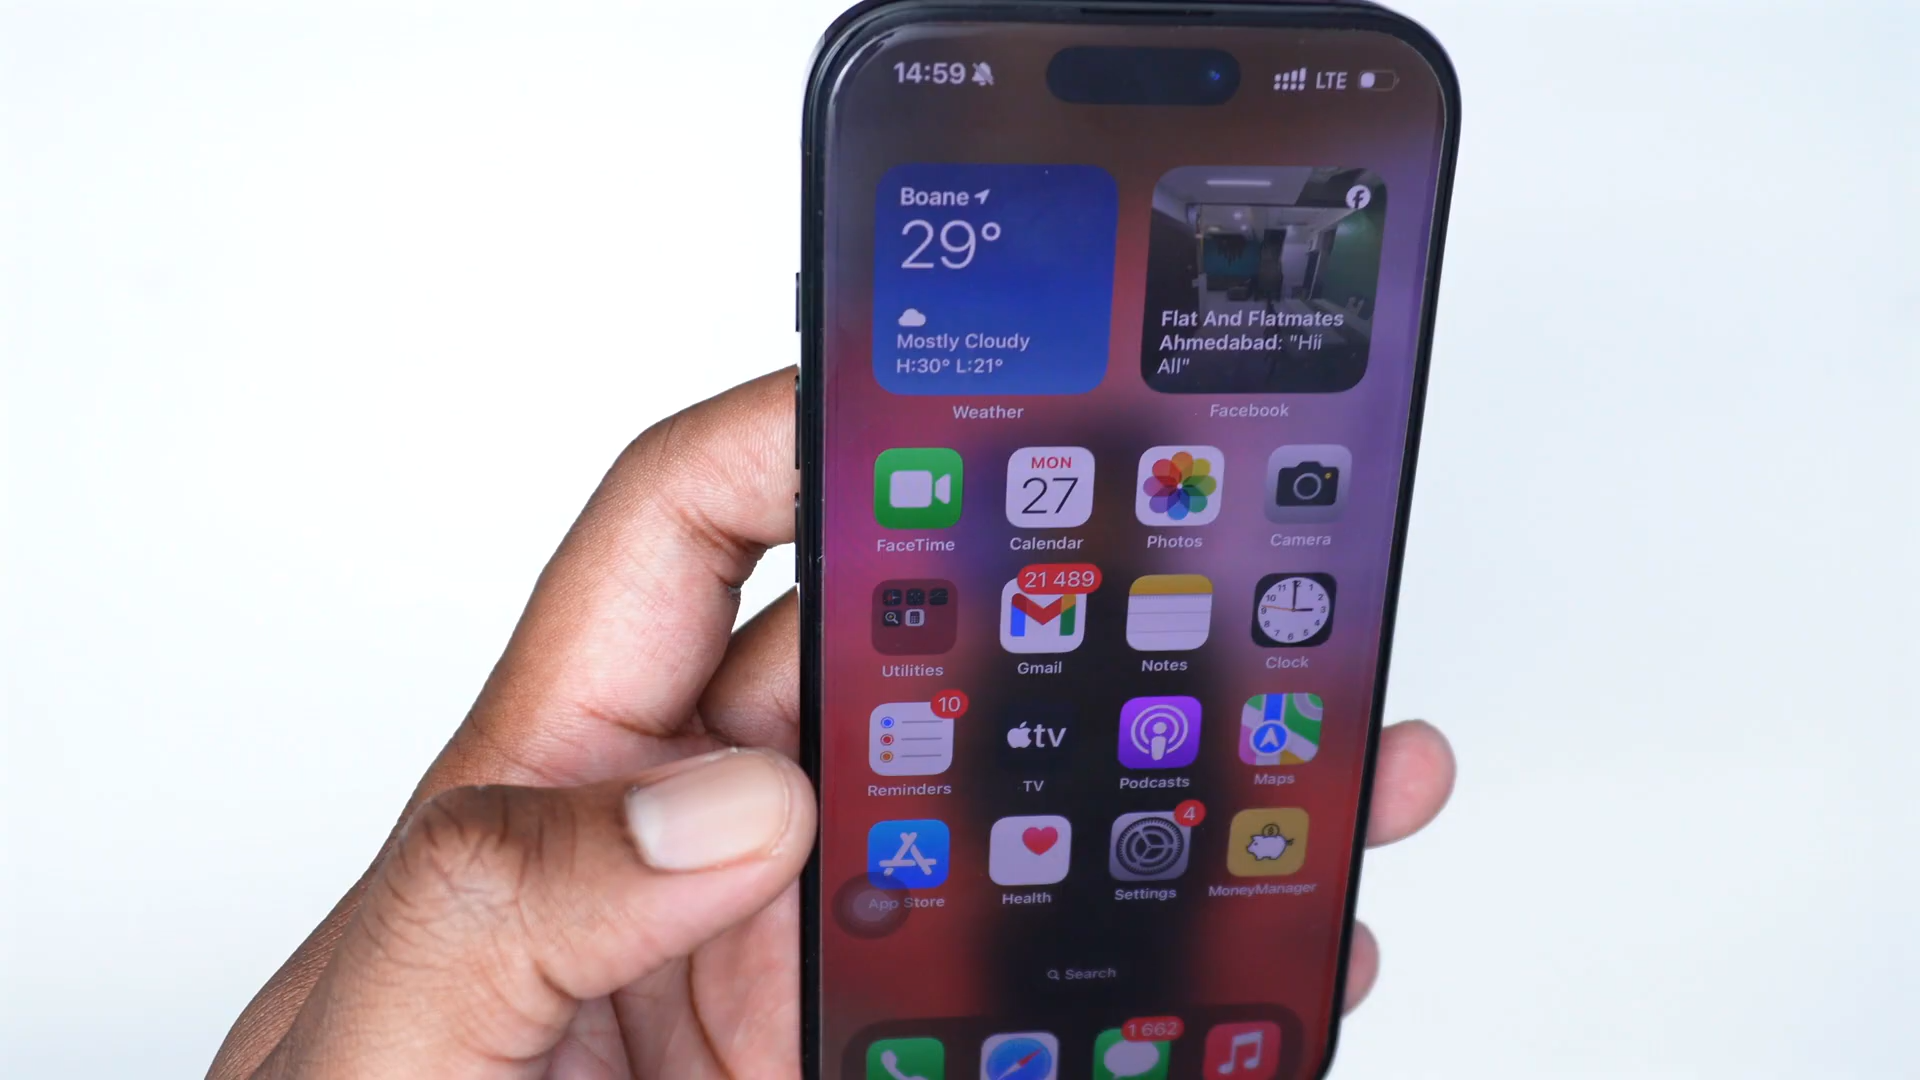 14:59
LTE
Boane
29°
Mostly Cloudy
H:30° L:21°
Weather
Flat And Flatmates
Ahmedabad: "Hii
All"
Facebook
FaceTime
MON
27
Calendar
Photos
Camera
Utilities
21 489
Gmail
Notes
Clock
10
Reminders
tv
TV
Podcasts
Maps
App Store
Health
4
Settings
MoneyManager
Search
1 662